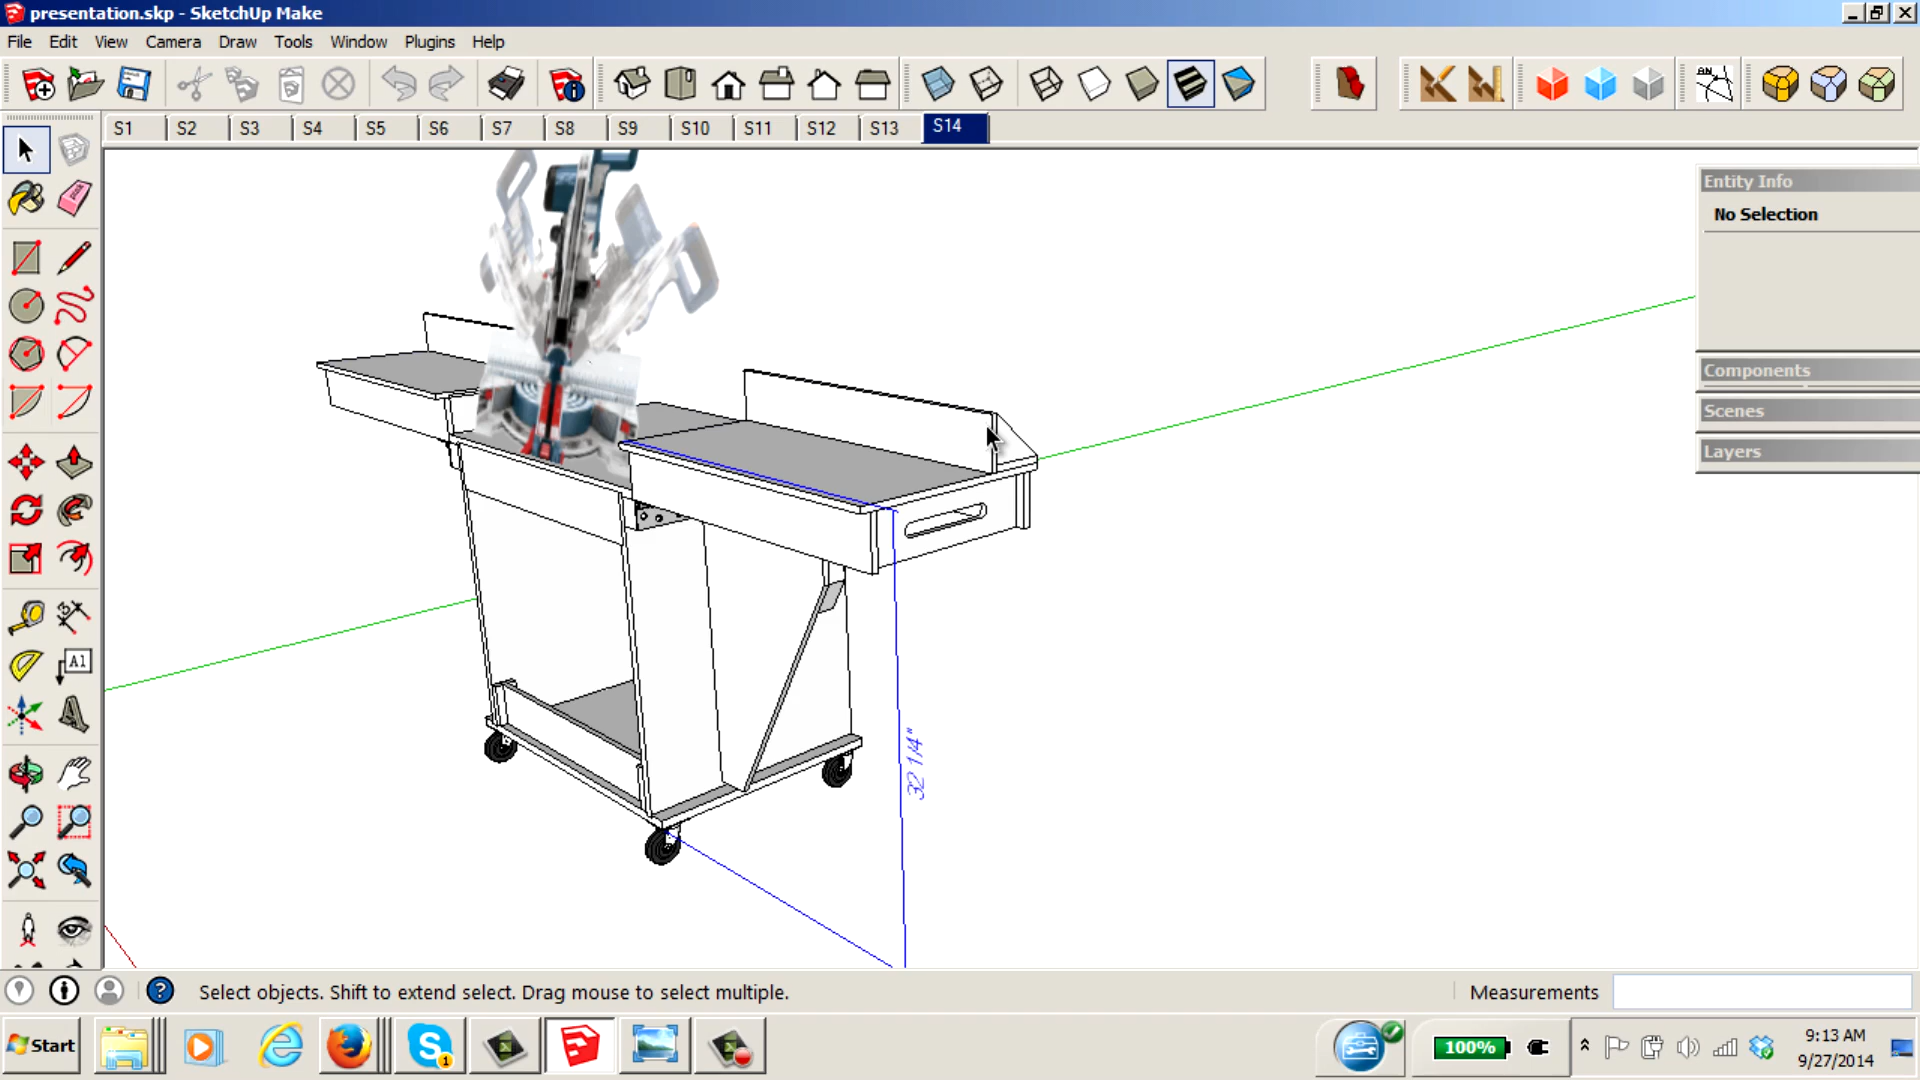 presentation.skp - SketchUp Make
File Edit View Camera Draw Tools Window Plugins Help
S1 S2 S3 S4 S5 S6 S7 S8 S9 S10 S11 S12 S13 S14
Entity Info
No Selection
Components
Scenes
Layers
A1
32 1/4"
Select objects. Shift to extend select. Drag mouse to select multiple.
Measurements
Start
1
100%
9:13 AM
9/27/2014